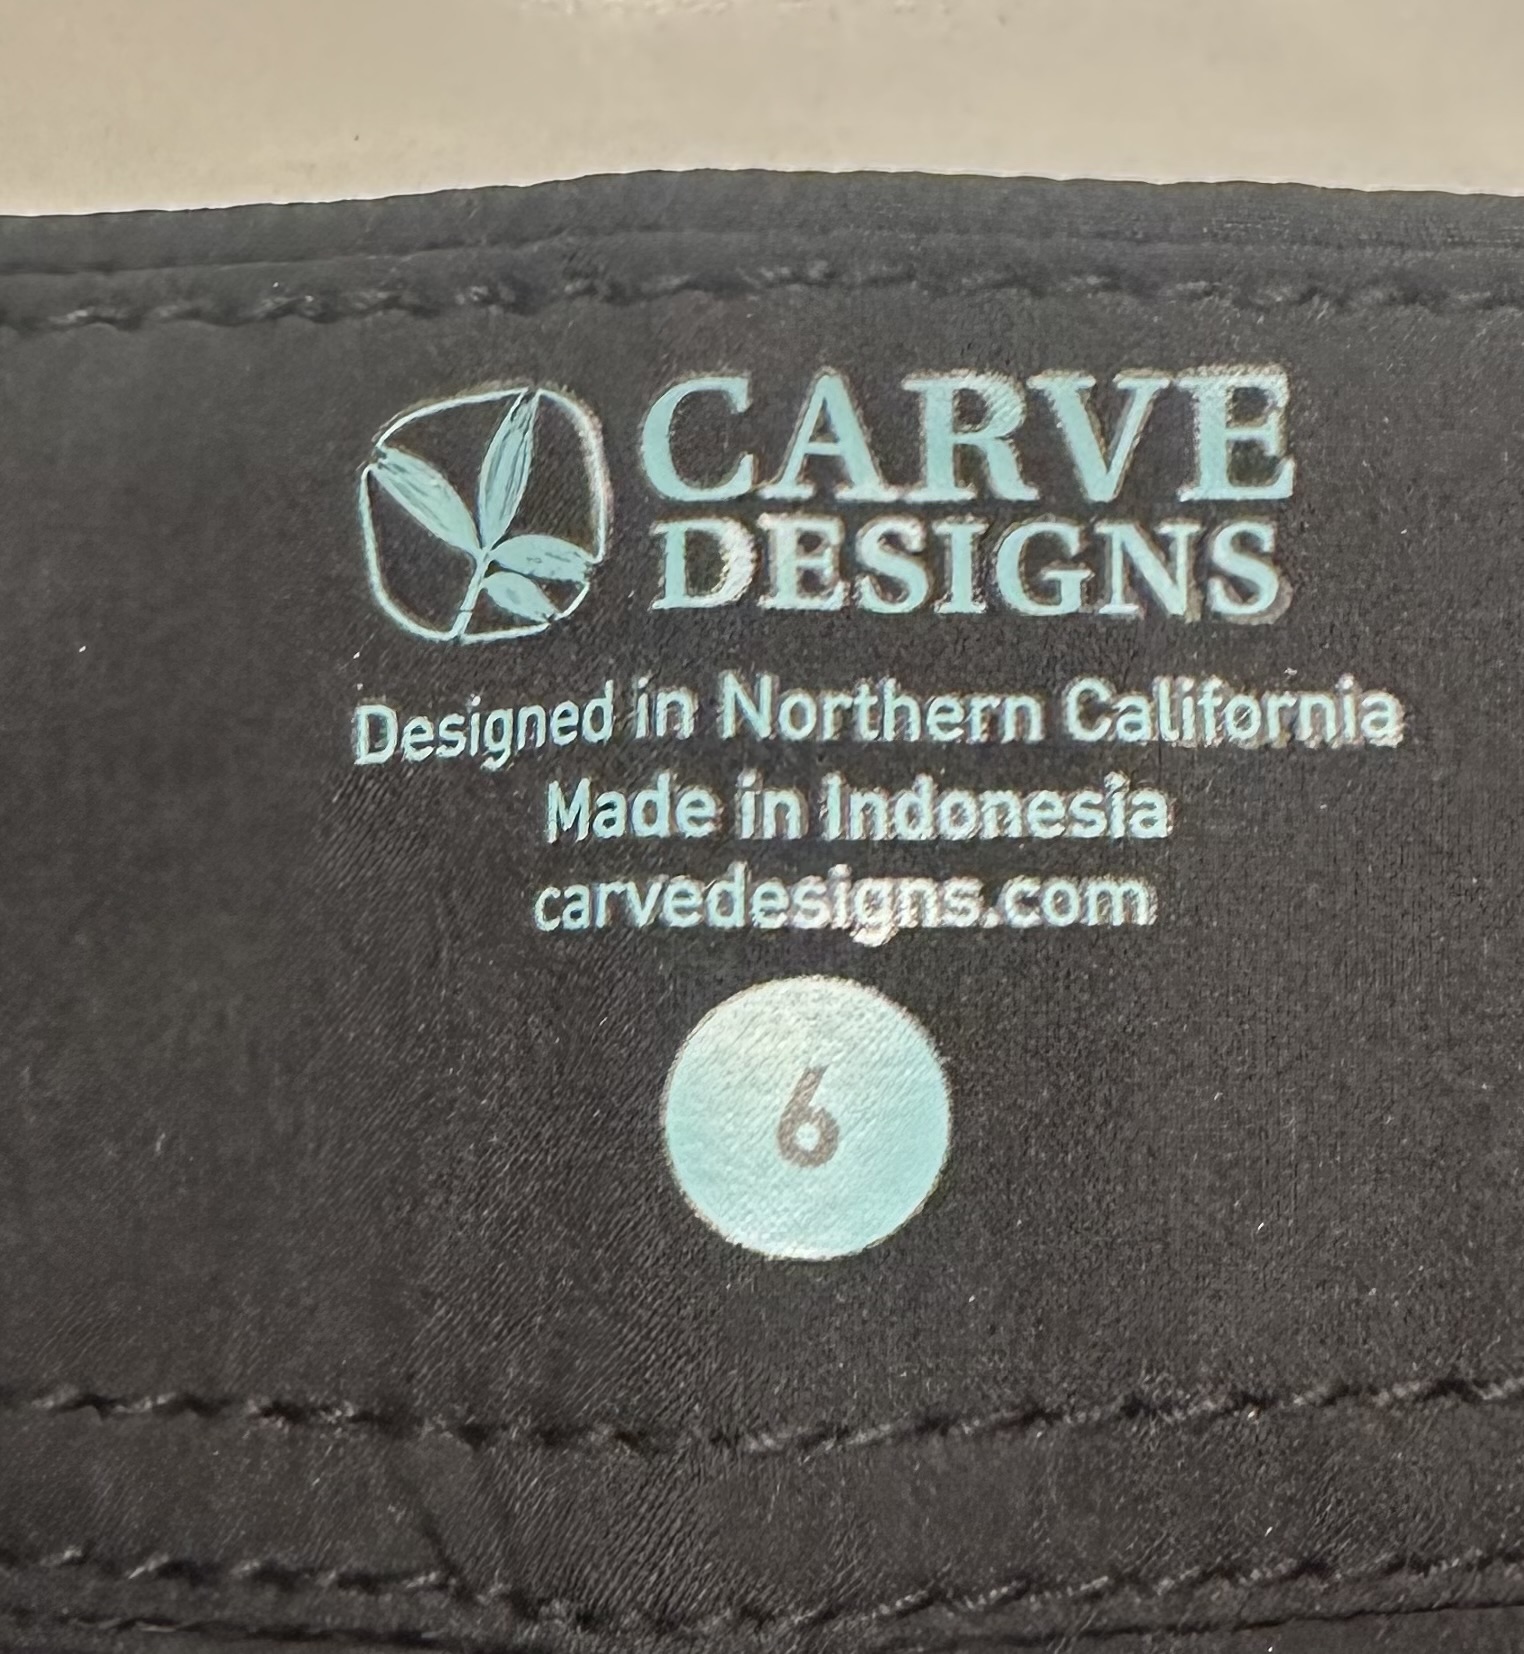 CARVE
DESIGNS
Designed in Northern California
Made in Indonesia
carvedesigns.com
6